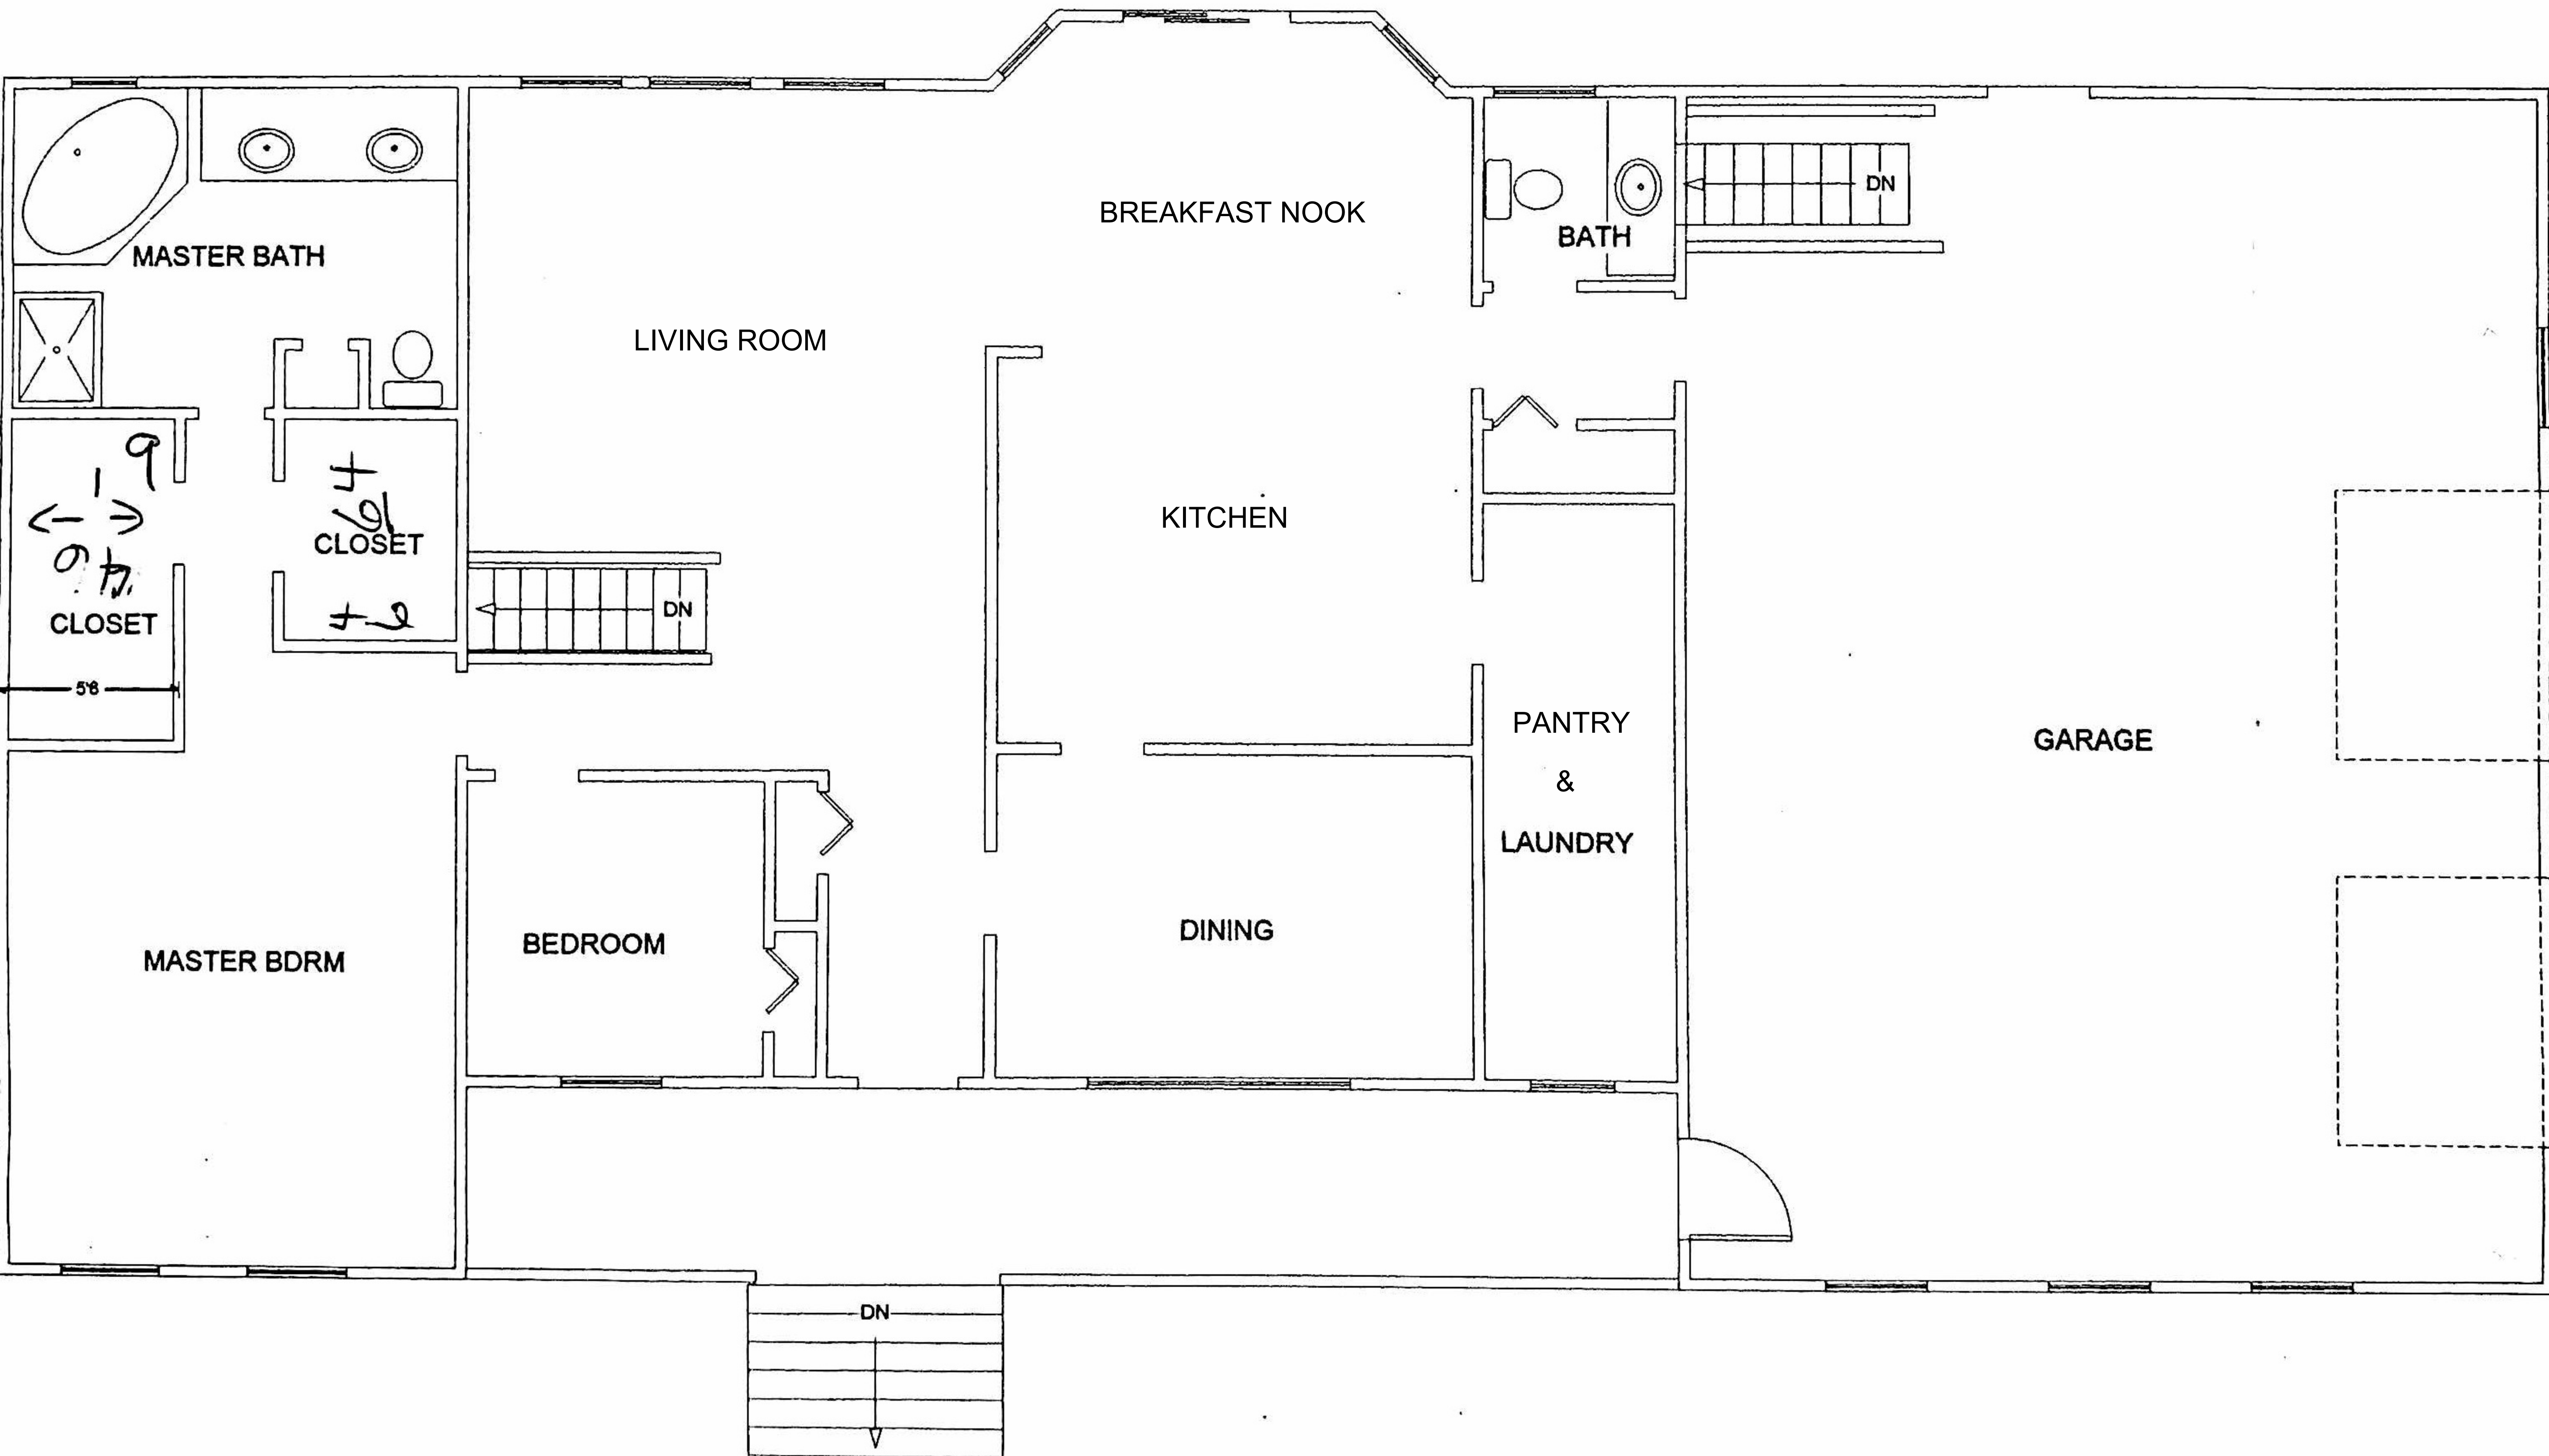 BREAKFAST NOOK
MASTER BATH
BATH
DN
LIVING ROOM
KITCHEN
CLOSET
CLOSET
DN
5'8
PANTRY
&
LAUNDRY
GARAGE
MASTER BDRM
BEDROOM
DINING
DN